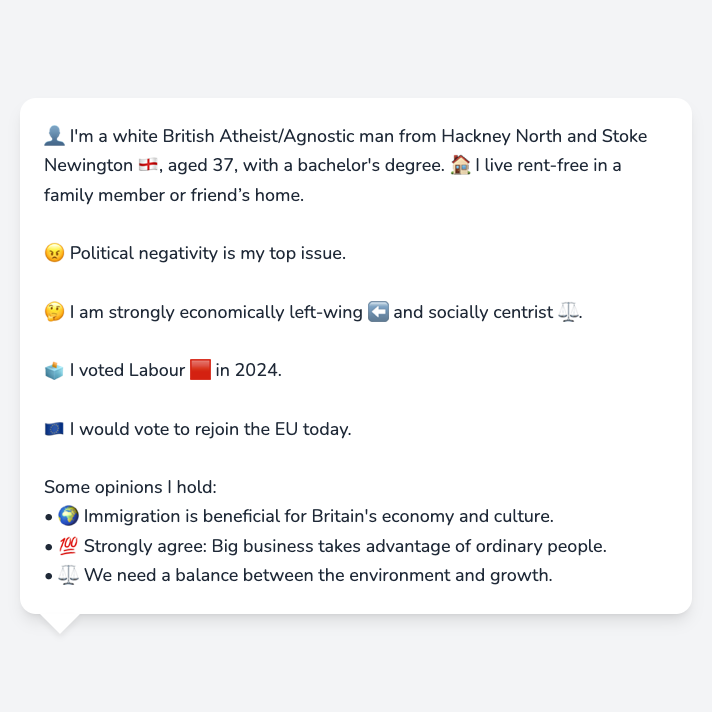 👤 I'm a white British Atheist/Agnostic man from Hackney North and Stoke
Newington 🏴󠁧󠁢󠁥󠁮󠁧󠁿, aged 37, with a bachelor's degree. 🏠 I live rent-free in a
family member or friend’s home.
😠 Political negativity is my top issue.
🤔 I am strongly economically left-wing ⬅️ and socially centrist ⚖️.
🗳️ I voted Labour 🟥 in 2024.
🇪🇺 I would vote to rejoin the EU today.
Some opinions I hold:
• 🌍 Immigration is beneficial for Britain's economy and culture.
• 💯 Strongly agree: Big business takes advantage of ordinary people.
• ⚖️ We need a balance between the environment and growth.